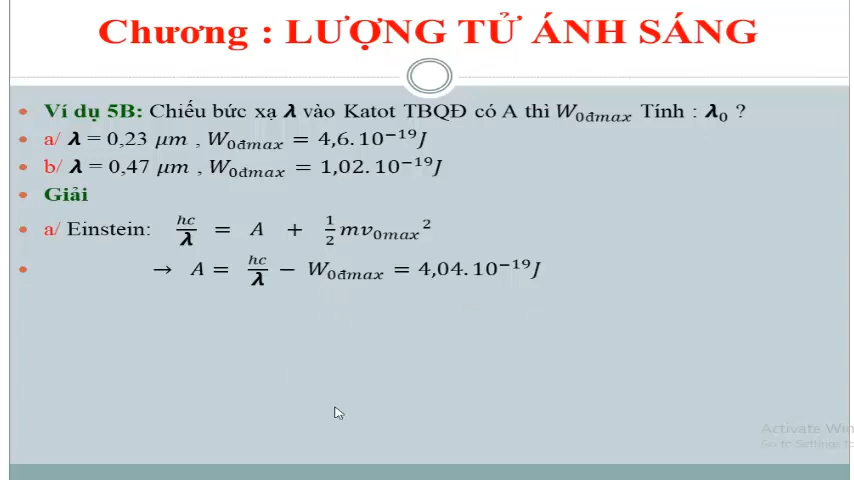 Chương : LƯỢNG TỬ ÁNH SÁNG
• Ví dụ 5B: Chiếu bức xạ λ vào Katot TBQĐ có A thì W₀đmax Tính : λ₀ ?
• a/ λ = 0,23 μm , W₀đmax = 4,6.10⁻¹⁹J
• b/ λ = 0,47 μm , W₀đmax = 1,02.10⁻¹⁹J
• Giải
• a/ Einstein: hc/λ = A + 1/2 mv₀max²
• → A = hc/λ − W₀đmax = 4,04.10⁻¹⁹J
Activate Win
Go to Settings to